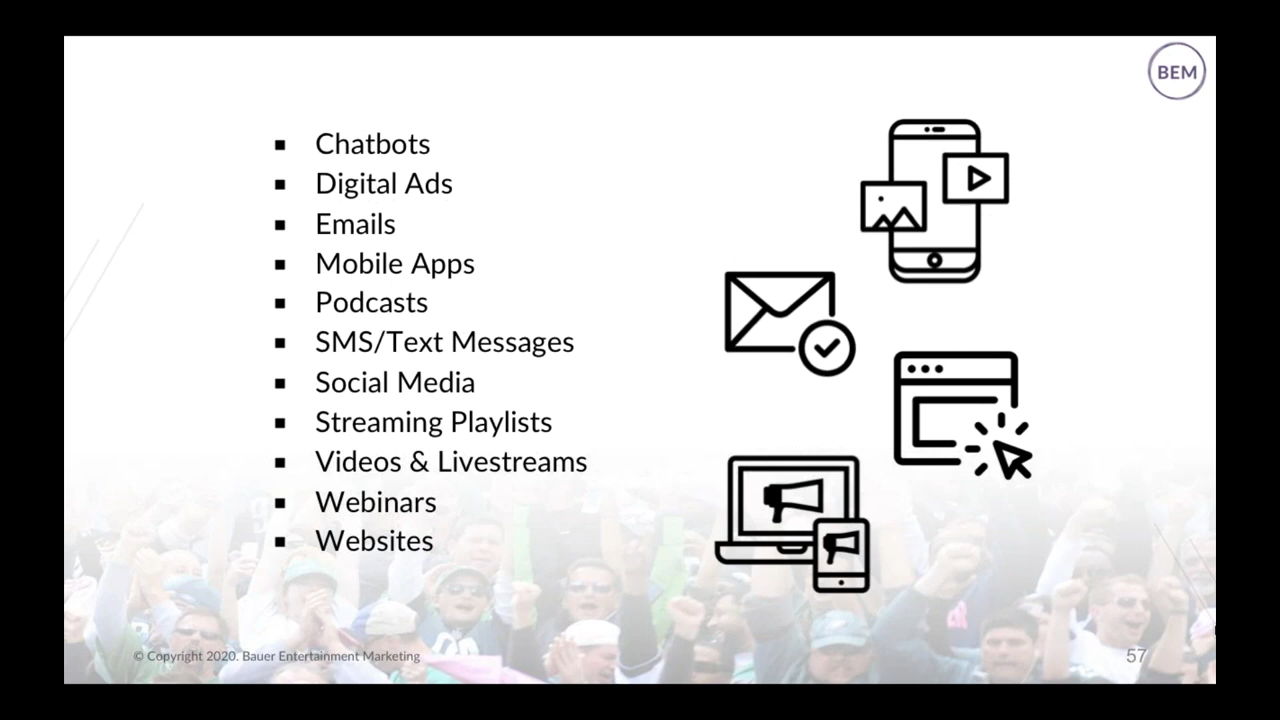 BEM
■ Chatbots
■ Digital Ads
■ Emails
■ Mobile Apps
■ Podcasts
■ SMS/Text Messages
■ Social Media
■ Streaming Playlists
■ Videos & Livestreams
■ Webinars
■ Websites
© Copyright 2020. Bauer Entertainment Marketing
57